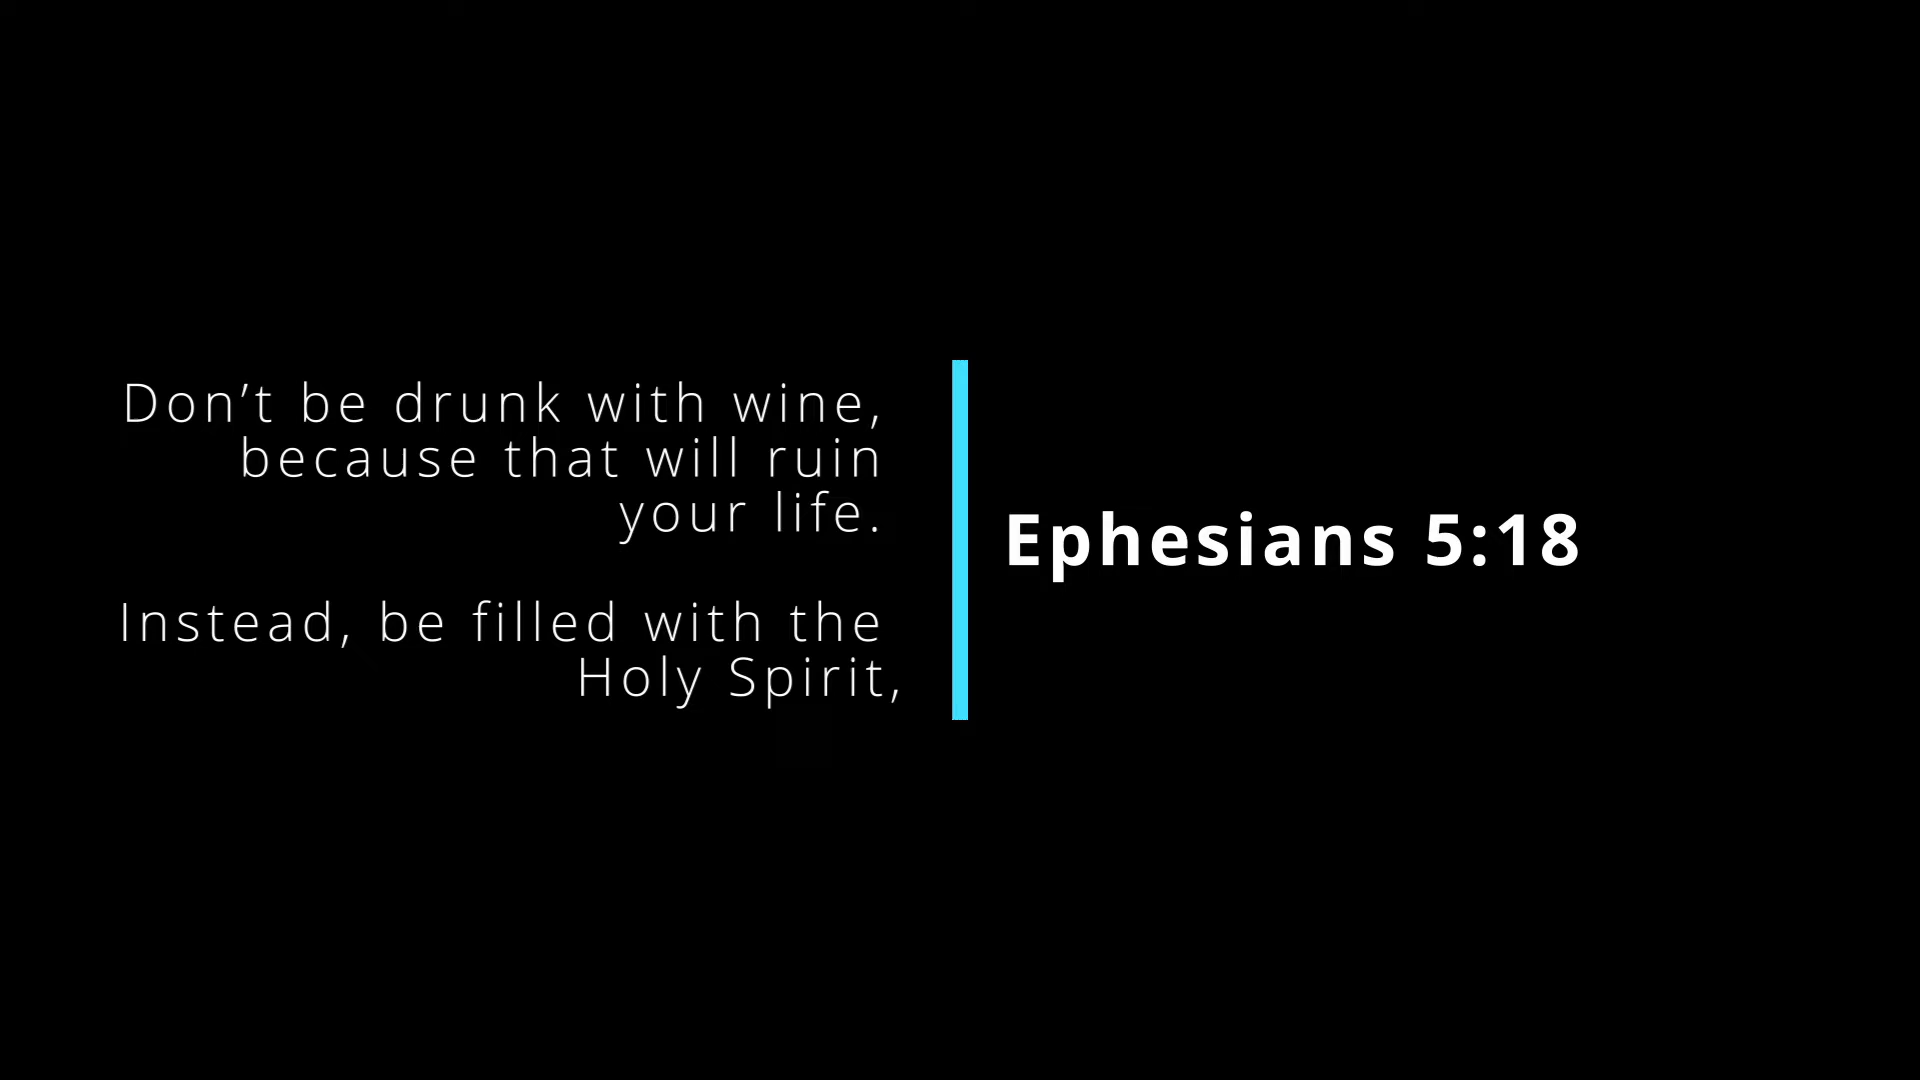 Don’t be drunk with wine,
because that will ruin
your life.
Instead, be filled with the
Holy Spirit,
Ephesians 5:18